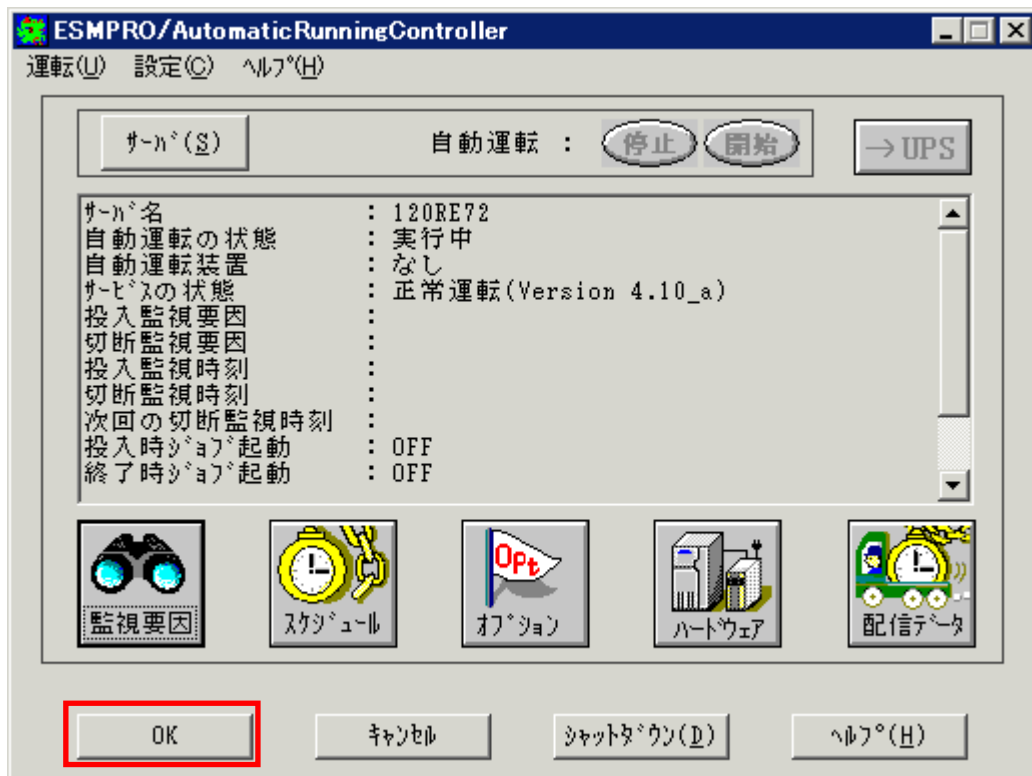 ESMPRO/AutomaticRunningController
運転(U) 設定(C) ﾍﾙﾌﾟ(H)
ｻｰﾊﾞ(S) 自動運転 : 停止 開始 →UPS
ｻｰﾊﾞ名 : 120RE72
自動運転の状態 : 実行中
自動運転装置 : なし
ｻｰﾋﾞｽの状態 : 正常運転(Version 4.10_a)
投入監視要因 :
切断監視要因 :
投入監視時刻 :
切断監視時刻 :
次回の切断監視時刻 :
投入時ｼﾞｮﾌﾞ起動 : OFF
終了時ｼﾞｮﾌﾞ起動 : OFF
監視要因 ｽｹｼﾞｭｰﾙ Opt ｵﾌﾟｼｮﾝ ﾊｰﾄﾞｳｪｱ 配信ﾃﾞｰﾀ
OK ｷｬﾝｾﾙ ｼｬｯﾄﾀﾞｳﾝ(D) ﾍﾙﾌﾟ(H)